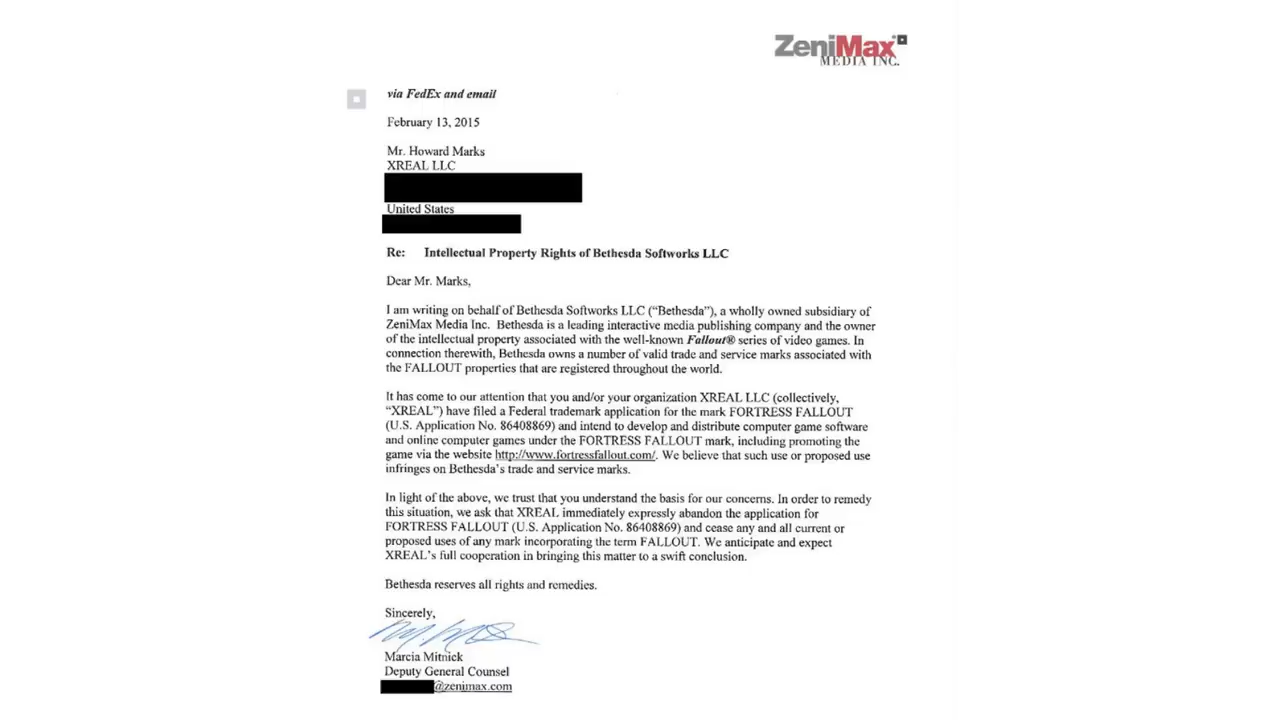 ZeniMax
MEDIA INC.
via FedEx and email
February 13, 2015
Mr. Howard Marks
XREAL LLC
United States
Re: Intellectual Property Rights of Bethesda Softworks LLC
Dear Mr. Marks,
I am writing on behalf of Bethesda Softworks LLC (“Bethesda”), a wholly owned subsidiary of
ZeniMax Media Inc. Bethesda is a leading interactive media publishing company and the owner
of the intellectual property associated with the well-known Fallout® series of video games. In
connection therewith, Bethesda owns a number of valid trade and service marks associated with
the FALLOUT properties that are registered throughout the world.
It has come to our attention that you and/or your organization XREAL LLC (collectively,
“XREAL”) have filed a Federal trademark application for the mark FORTRESS FALLOUT
(U.S. Application No. 86408869) and intend to develop and distribute computer game software
and online computer games under the FORTRESS FALLOUT mark, including promoting the
game via the website http://www.fortressfallout.com/. We believe that such use or proposed use
infringes on Bethesda’s trade and service marks.
In light of the above, we trust that you understand the basis for our concerns. In order to remedy
this situation, we ask that XREAL immediately expressly abandon the application for
FORTRESS FALLOUT (U.S. Application No. 86408869) and cease any and all current or
proposed uses of any mark incorporating the term FALLOUT. We anticipate and expect
XREAL’s full cooperation in bringing this matter to a swift conclusion.
Bethesda reserves all rights and remedies.
Sincerely,
Marcia Mitnick
Deputy General Counsel
@zenimax.com